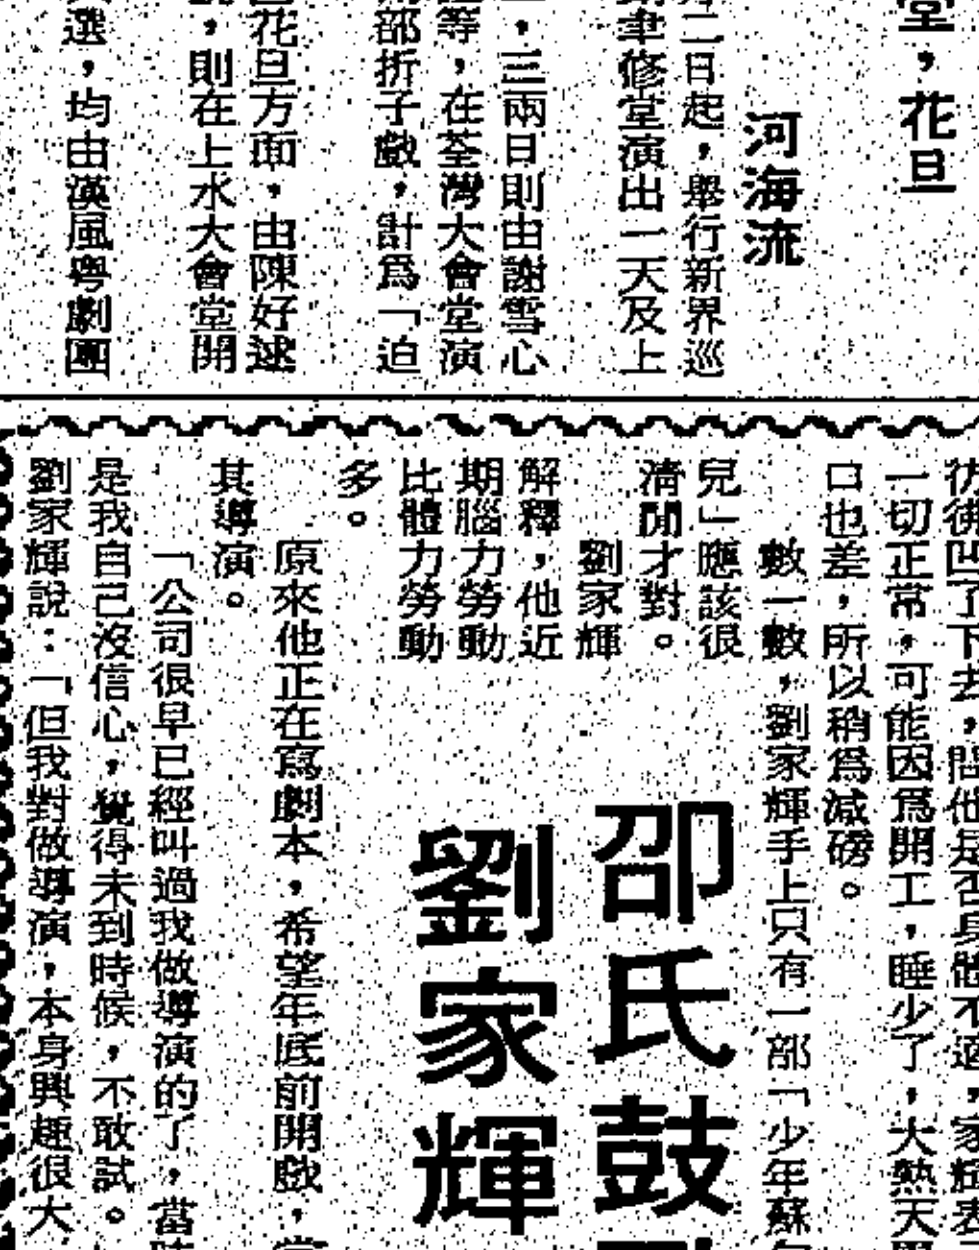 堂，花旦
河海流
二日起，舉行新界巡
聿修堂演出一天及上
，三兩日則由謝雪心
等，在荃灣大會堂演
部折子戲，計爲「迫
花旦方面，由陳好逑
，則在上水大會堂開
選，均由漢風粵劇團
彷彿凹了下去，問他是否身體不適，家輝表
一切正常，可能因爲開工，睡少了，大熱天
口也差，所以稍爲減磅。
數一數，劉家輝手上只有一部「少年蘇
兒」應該很
清閒才對。
劉家輝
解釋，他近
期腦力勞動
比體力勞動
多。
邵氏鼓
劉家輝
原來他正在寫劇本，希望年底前開戲，
其導演。
「公司很早已經叫過我做導演的了，當時
是我自己沒信心，覺得未到時候，不敢試。
劉家輝說：「但我對做導演，本身興趣很大